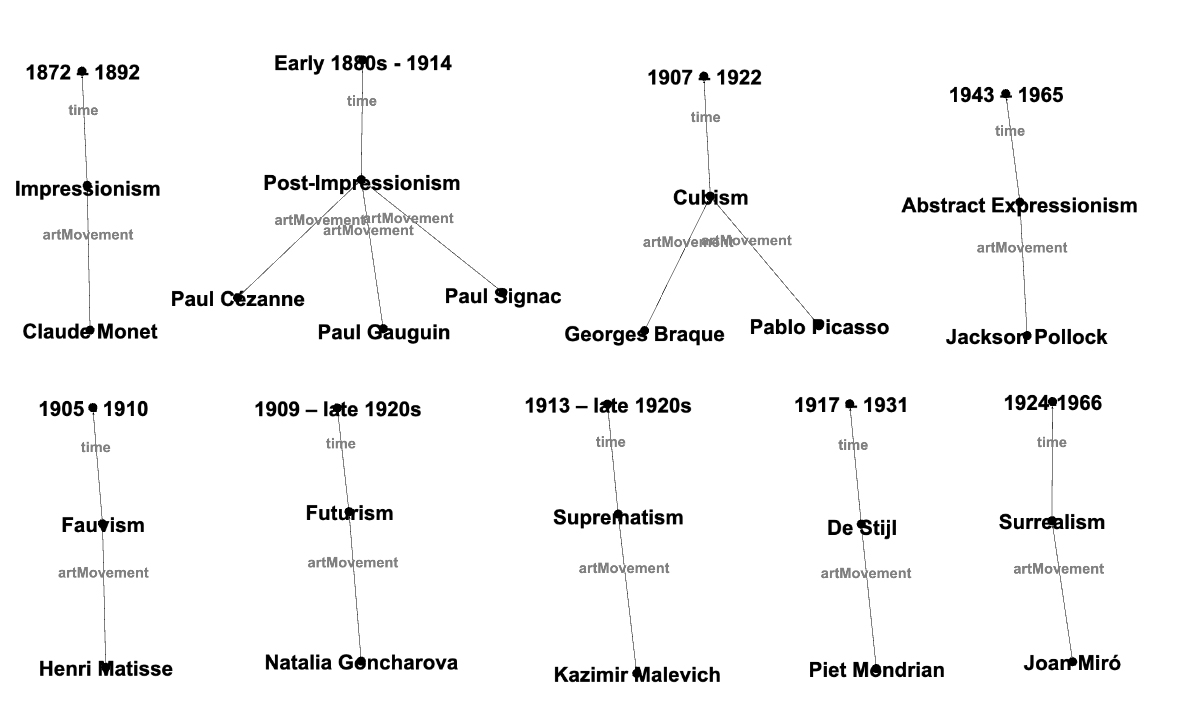 1872 – 1892
Early 1880s - 1914
1907 – 1922
1943 – 1965
time
time
time
time
Impressionism
Post-Impressionism
Cubism
Abstract Expressionism
artMovement
artMovement
artMovement
artMovement
artMovement
artMovement
artMovement
Paul Cézanne
Paul Signac
Claude Monet
Paul Gauguin
Georges Braque
Pablo Picasso
Jackson Pollock
1905 – 1910
1909 – late 1920s
1913 – late 1920s
1917 – 1931
1924-1966
time
time
time
time
time
Fauvism
Futurism
Suprematism
De Stijl
Surrealism
artMovement
artMovement
artMovement
artMovement
artMovement
Henri Matisse
Natalia Goncharova
Kazimir Malevich
Piet Mondrian
Joan Miró